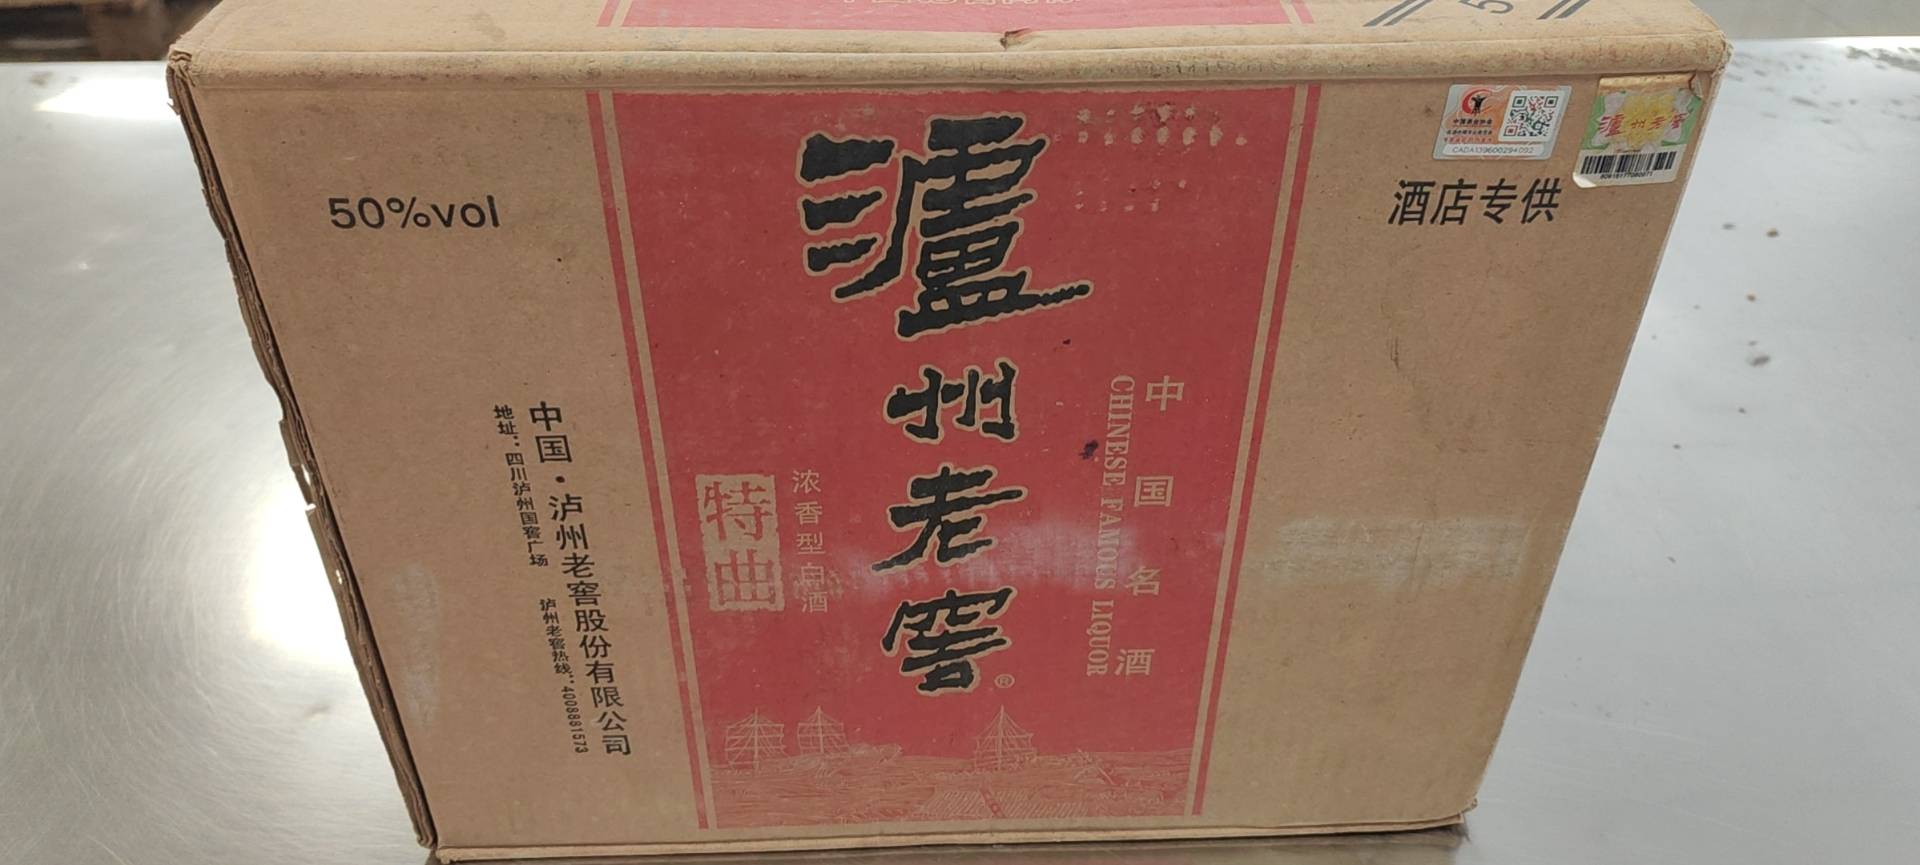 50%vol
瀘州老窖
®
中国名酒
CHINESE FAMOUS LIQUOR
浓香型白酒
特曲
酒店专供
中国·泸州老窖股份有限公司
地址：四川泸州国窖广场
泸州老窖热线：4008881573
瀘州老窖